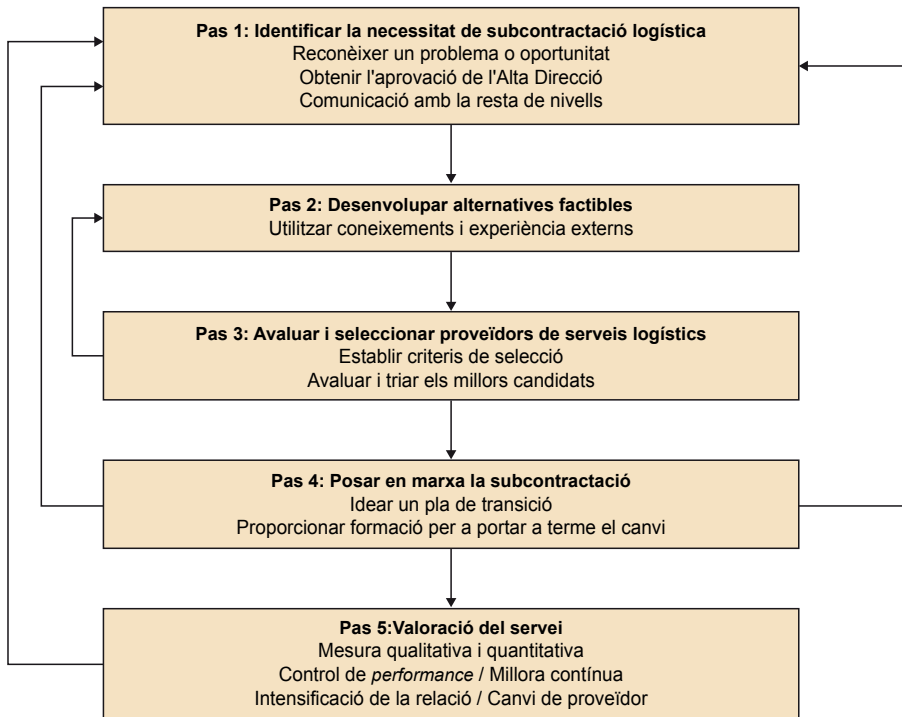 Pas 1: Identificar la necessitat de subcontractació logística
Reconèixer un problema o oportunitat
Obtenir l'aprovació de l'Alta Direcció
Comunicació amb la resta de nivells
Pas 2: Desenvolupar alternatives factibles
Utilitzar coneixements i experiència externs
Pas 3: Avaluar i seleccionar proveïdors de serveis logístics
Establir criteris de selecció
Avaluar i triar els millors candidats
Pas 4: Posar en marxa la subcontractació
Idear un pla de transició
Proporcionar formació per a portar a terme el canvi
Pas 5:Valoració del servei
Mesura qualitativa i quantitativa
Control de performance / Millora contínua
Intensificació de la relació / Canvi de proveïdor